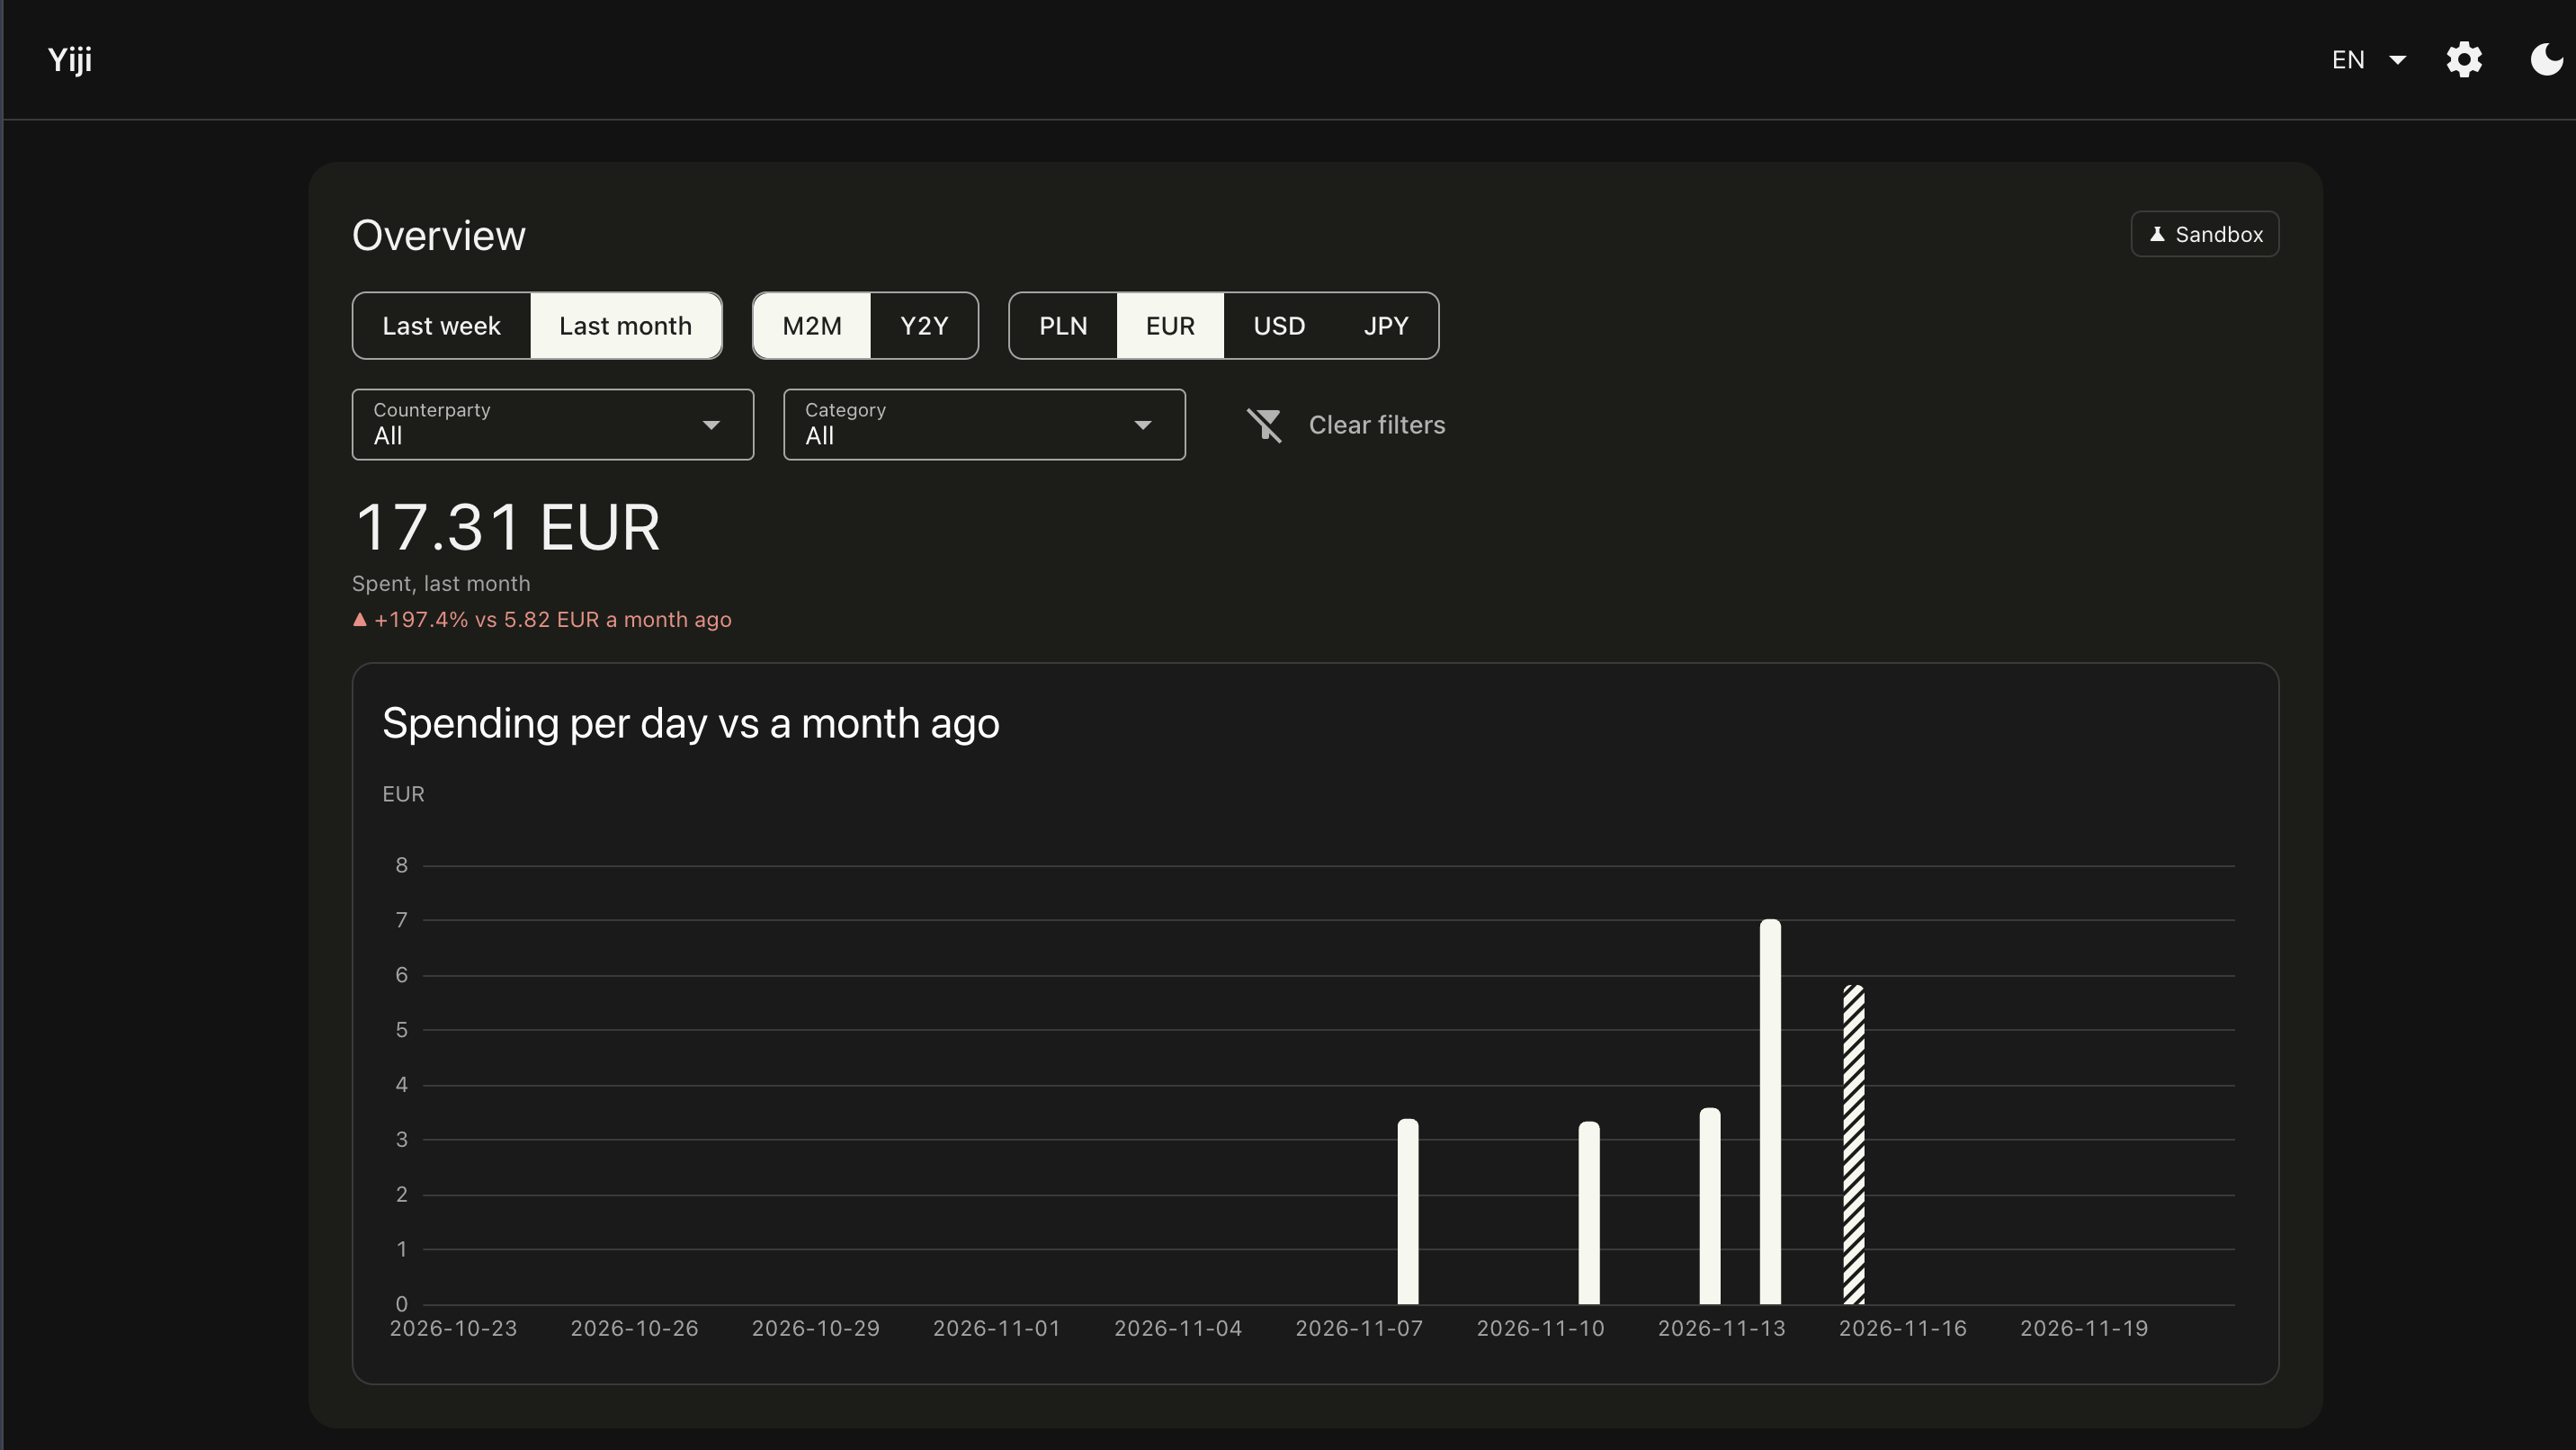 Yiji
EN
Overview
Sandbox
Last week Last month M2M Y2Y PLN EUR USD JPY
Counterparty
All
Category
All
Clear filters
17.31 EUR
Spent, last month
▲ +197.4% vs 5.82 EUR a month ago
Spending per day vs a month ago
EUR
8
7
6
5
4
3
2
1
0
2026-10-23 2026-10-26 2026-10-29 2026-11-01 2026-11-04 2026-11-07 2026-11-10 2026-11-13 2026-11-16 2026-11-19